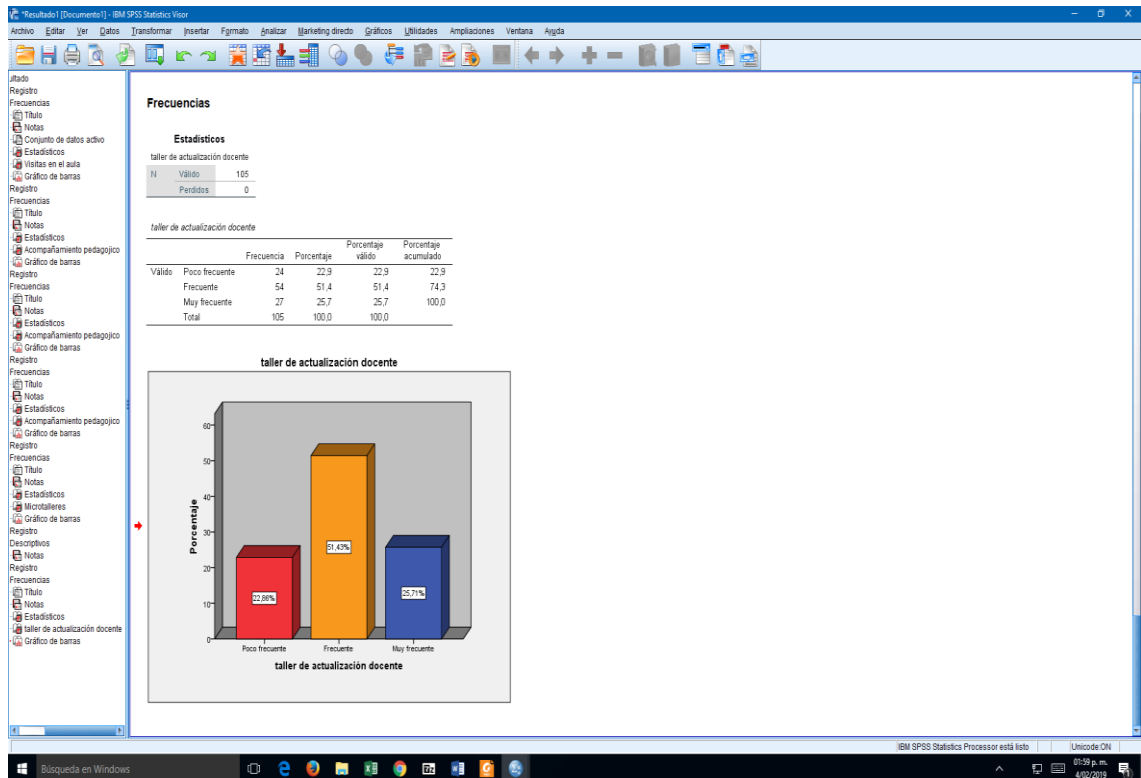 *Resultado1 [Documento1] - IBM SPSS Statistics Visor
Archivo Editar Ver Datos Transformar Insertar Formato Analizar Marketing directo Gráficos Utilidades Ampliaciones Ventana Ayuda
ultado
Registro
Frecuencias
Título
Notas
Conjunto de datos activo
Estadísticos
Visitas en el aula
Gráfico de barras
Registro
Frecuencias
Título
Notas
Estadísticos
Acompañamiento pedagojico
Gráfico de barras
Registro
Frecuencias
Título
Notas
Estadísticos
Acompañamiento pedagojico
Gráfico de barras
Registro
Frecuencias
Título
Notas
Estadísticos
Acompañamiento pedagojico
Gráfico de barras
Registro
Frecuencias
Título
Notas
Estadísticos
Microtalleres
Gráfico de barras
Registro
Descriptivos
Notas
Registro
Frecuencias
Título
Notas
Estadísticos
taller de actualización docente
Gráfico de barras
Frecuencias
Estadísticos
taller de actualización docente
N Válido 105
Perdidos 0
taller de actualización docente
Frecuencia Porcentaje Porcentaje válido Porcentaje acumulado
Válido Poco frecuente 24 22,9 22,9 22,9
Frecuente 54 51,4 51,4 74,3
Muy frecuente 27 25,7 25,7 100,0
Total 105 100,0 100,0
taller de actualización docente
Porcentaje
60
50
40
30
20
10
0
22,86%
51,43%
25,71%
Poco frecuente Frecuente Muy frecuente
taller de actualización docente
IBM SPSS Statistics Processor está listo Unicode:ON
Búsqueda en Windows
01:59 p. m.
4/02/2019